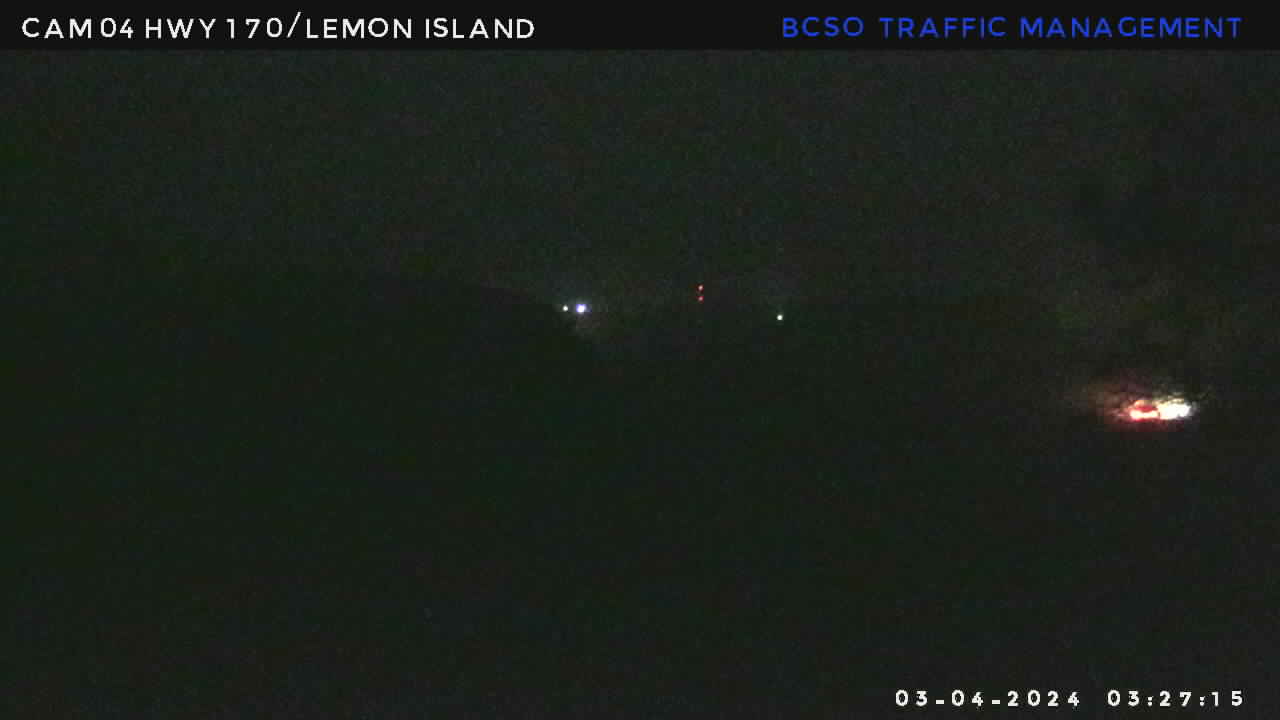 CAM04 HWY 170/LEMON ISLAND
BCSO TRAFFIC MANAGEMENT
03-04-2024 03:27:15